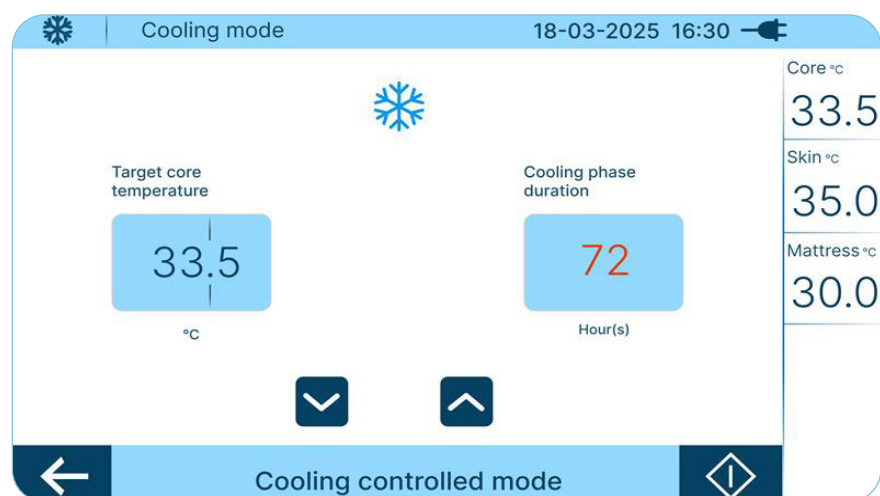 Cooling mode
18-03-2025 16:30
Core °C
33.5
Skin °C
35.0
Mattress °C
30.0
Target core
temperature
33.5
°C
Cooling phase
duration
72
Hour(s)
Cooling controlled mode